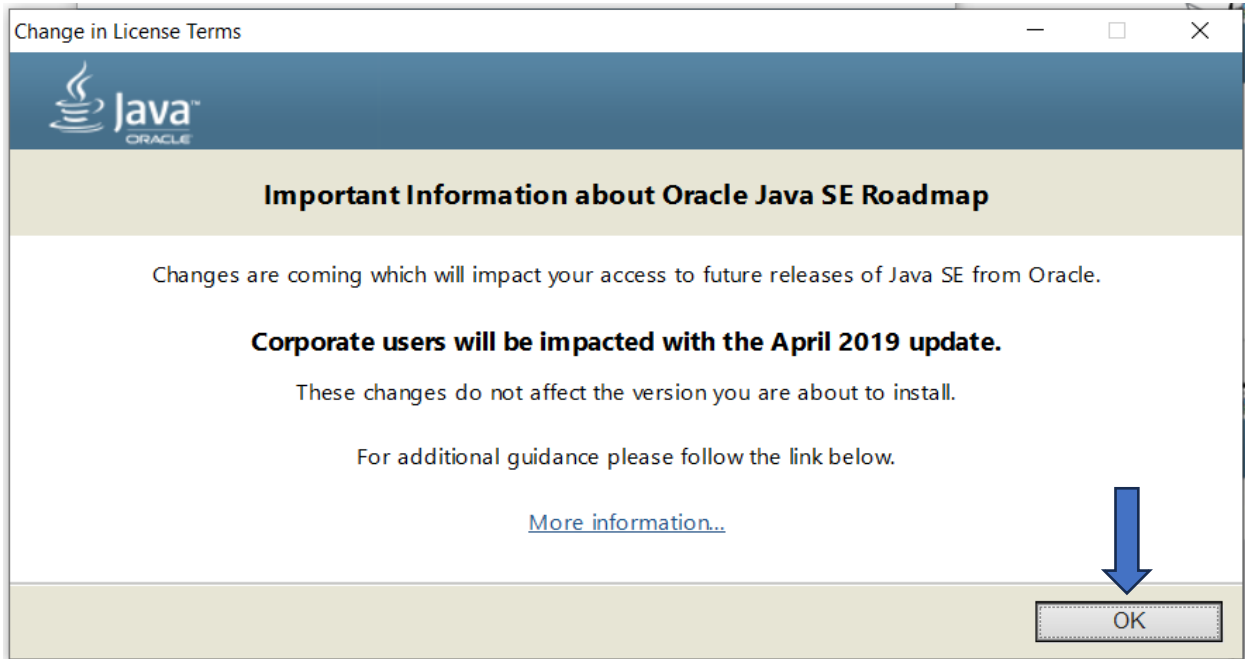 Change in License Terms
Java™
ORACLE
Important Information about Oracle Java SE Roadmap
Changes are coming which will impact your access to future releases of Java SE from Oracle.
Corporate users will be impacted with the April 2019 update.
These changes do not affect the version you are about to install.
For additional guidance please follow the link below.
More information...
OK